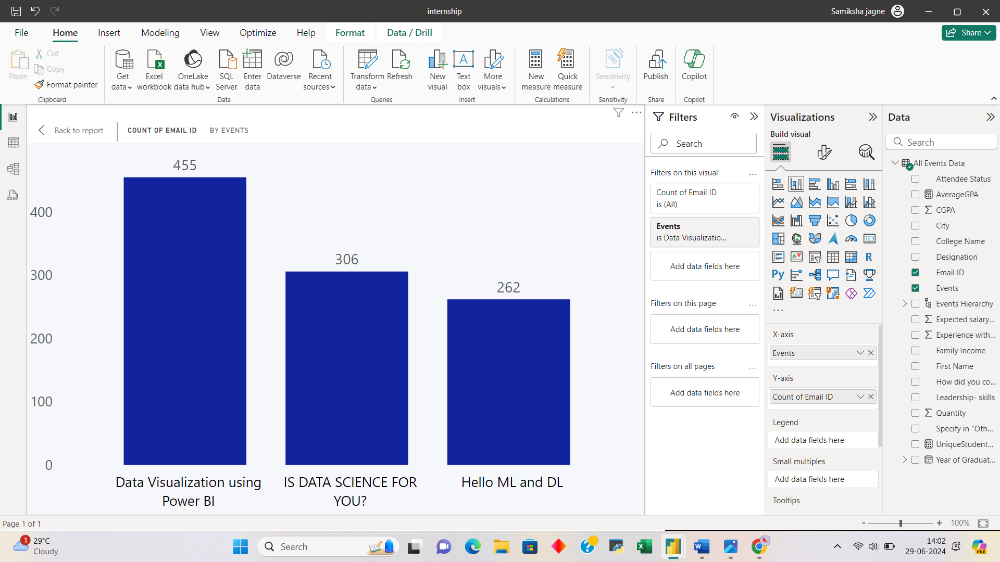 internship
Samiksha jagne
File
Home
Insert
Modeling
View
Optimize
Help
Format
Data / Drill
Share
Paste
Cut
Copy
Format painter
Clipboard
Get
data
Excel
workbook
OneLake
data hub
SQL
Server
Enter
data
Dataverse
Recent
sources
Data
Transform
data
Refresh
Queries
New
visual
Text
box
More
visuals
Insert
New
measure
Quick
measure
Calculations
Sensitivity
Sensitivity
Publish
Share
Copilot
Copilot
Back to report
COUNT OF EMAIL ID
BY EVENTS
455
306
262
400
300
200
100
0
Data Visualization using
Power BI
IS DATA SCIENCE FOR
YOU?
Hello ML and DL
Filters
Search
Filters on this visual
...
Count of Email ID
is (All)
Events
is Data Visualizatio...
Add data fields here
Filters on this page
...
Add data fields here
Filters on all pages
...
Add data fields here
Visualizations
Build visual
123
R
Py
123
...
X-axis
Events
Y-axis
Count of Email ID
Legend
Add data fields here
Small multiples
Add data fields here
Tooltips
Data
Search
All Events Data
Attendee Status
AverageGPA
CGPA
City
College Name
Designation
Email ID
Events
Events Hierarchy
Expected salary...
Experience with...
Family Income
First Name
How did you co...
Leadership- skills
Quantity
Specify in "Oth...
UniqueStudent...
Year of Graduat...
DAX
Page 1 of 1
- + 100%
1
29°C
Cloudy
Search
14:02
29-06-2024
PRE